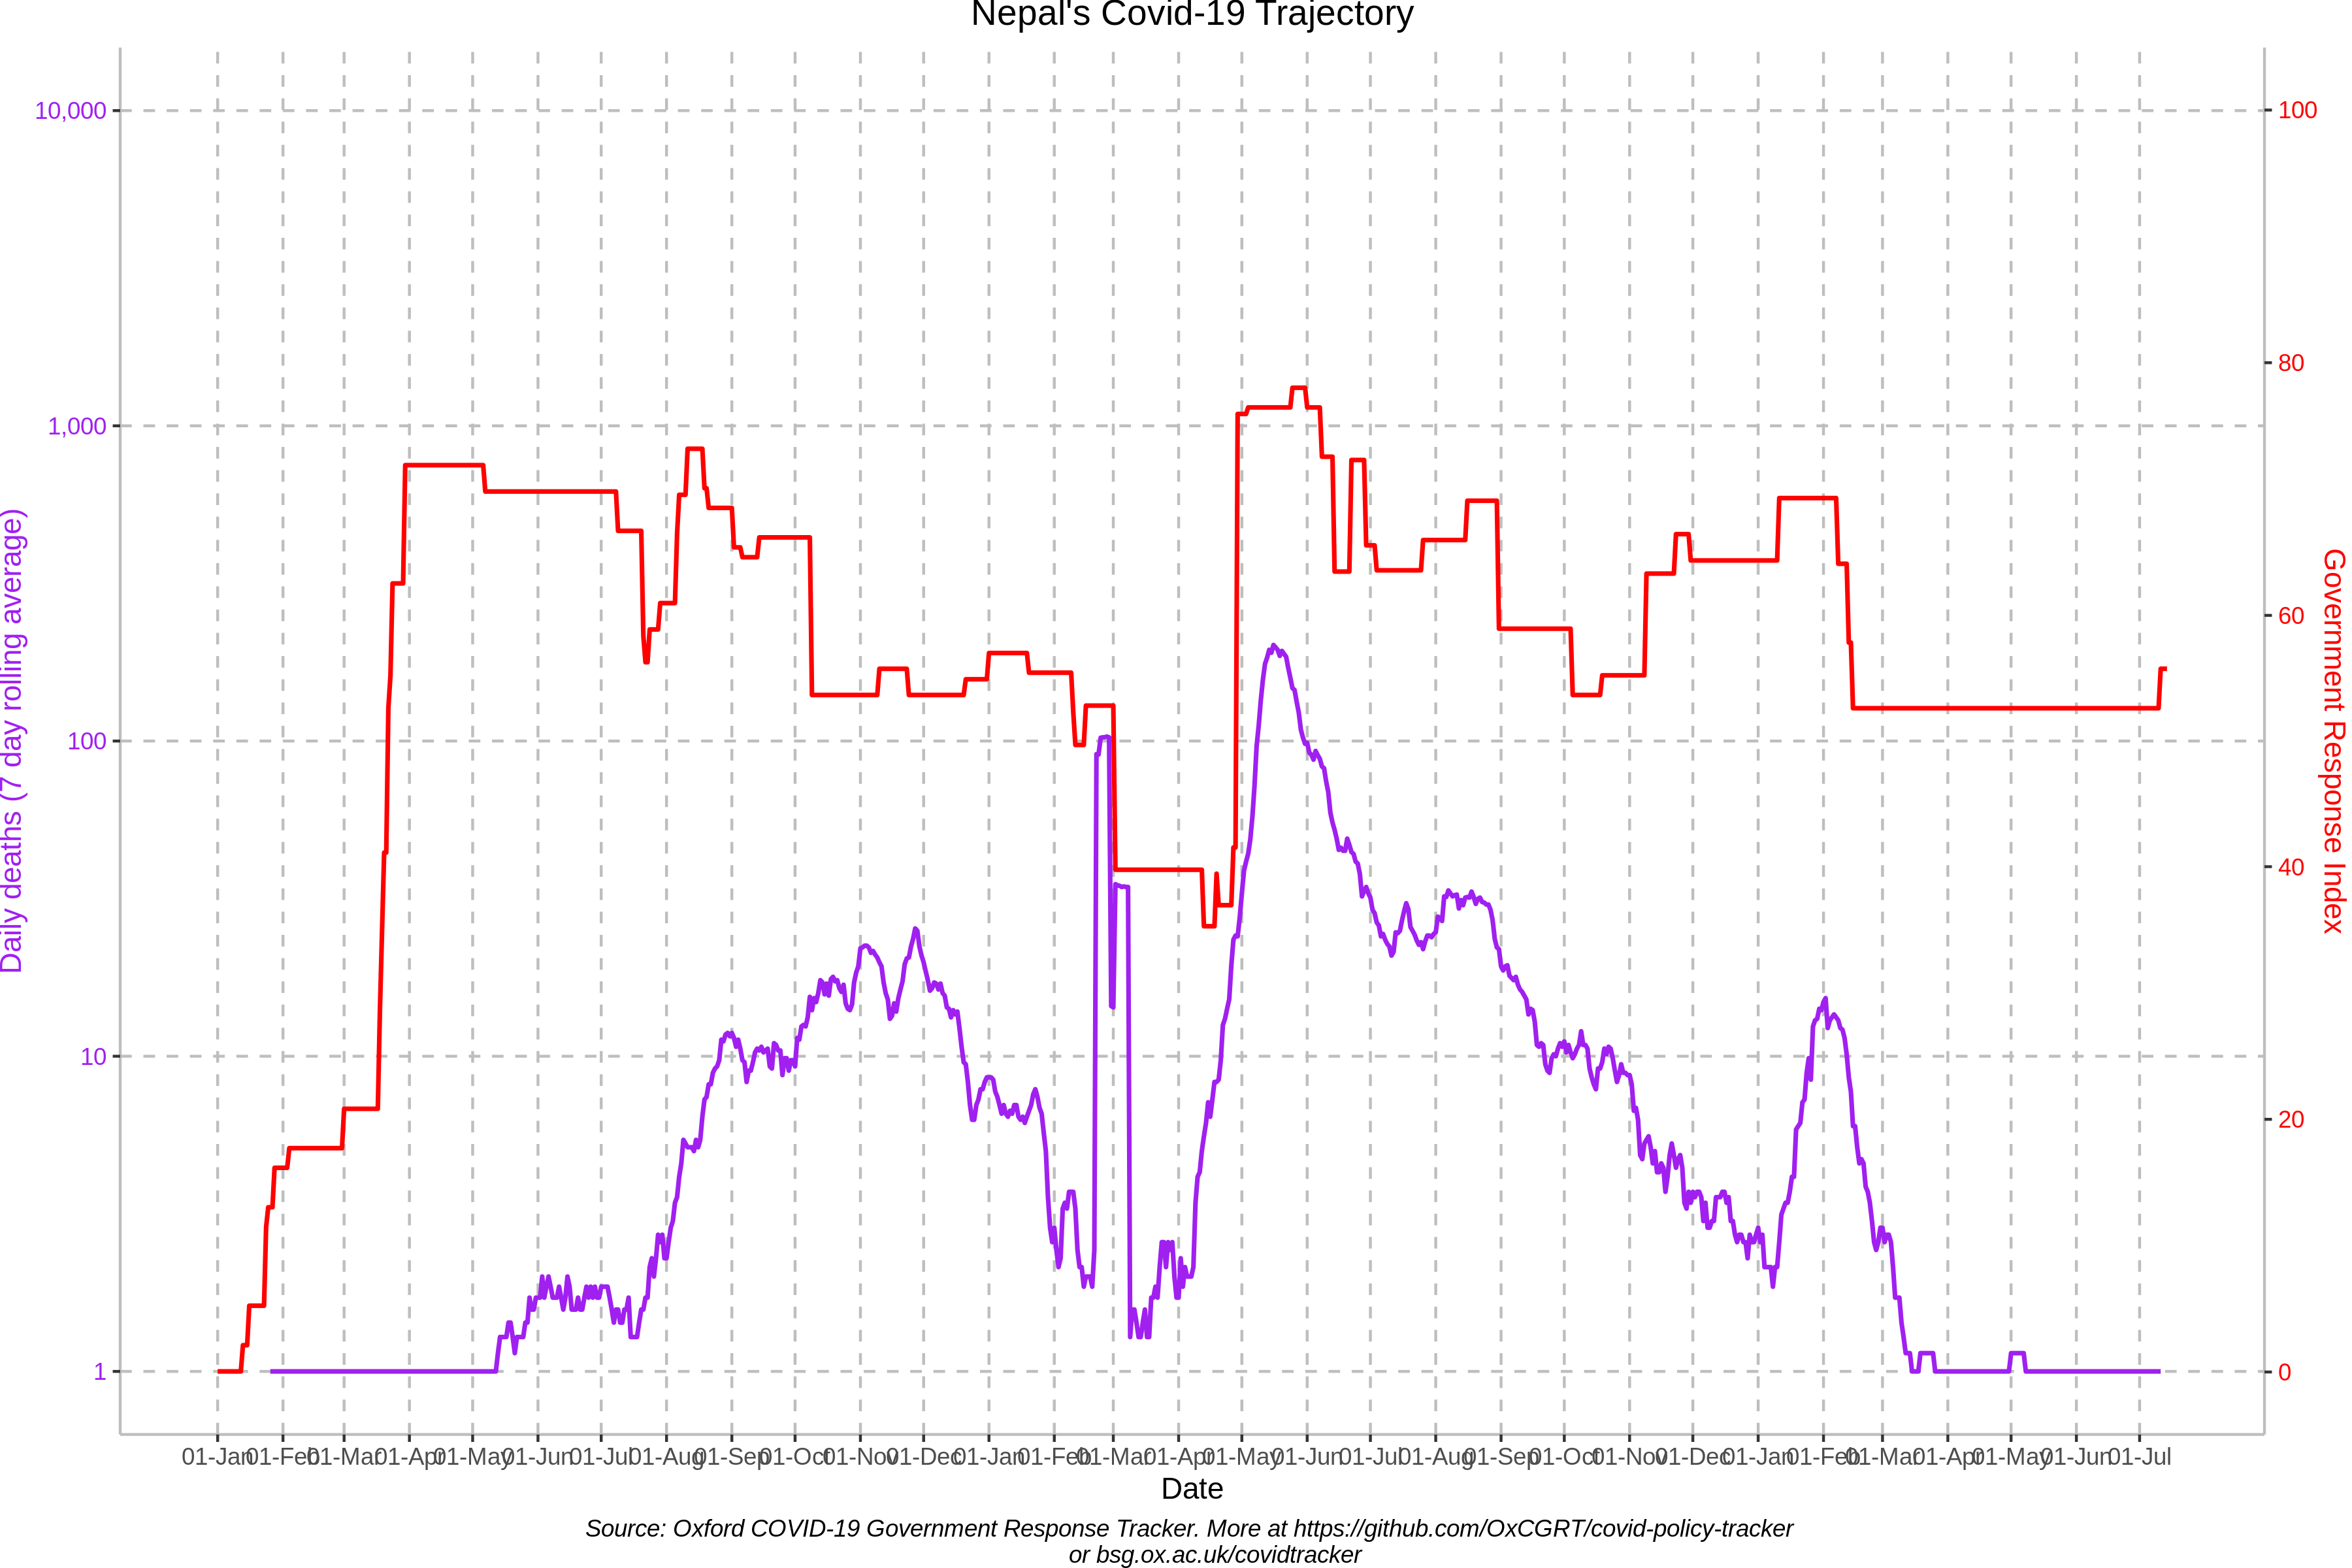 Nepal's Covid-19 Trajectory
10,000
1,000
100
10
1
Daily deaths (7 day rolling average)
100
80
60
40
20
0
Government Response Index
01-Jan 01-Feb 01-Mar 01-Apr 01-May 01-Jun 01-Jul 01-Aug 01-Sep 01-Oct 01-Nov 01-Dec 01-Jan 01-Feb 01-Mar 01-Apr 01-May 01-Jun 01-Jul 01-Aug 01-Sep 01-Oct 01-Nov 01-Dec 01-Jan 01-Feb 01-Mar 01-Apr 01-May 01-Jun 01-Jul
Date
Source: Oxford COVID-19 Government Response Tracker. More at https://github.com/OxCGRT/covid-policy-tracker
or bsg.ox.ac.uk/covidtracker